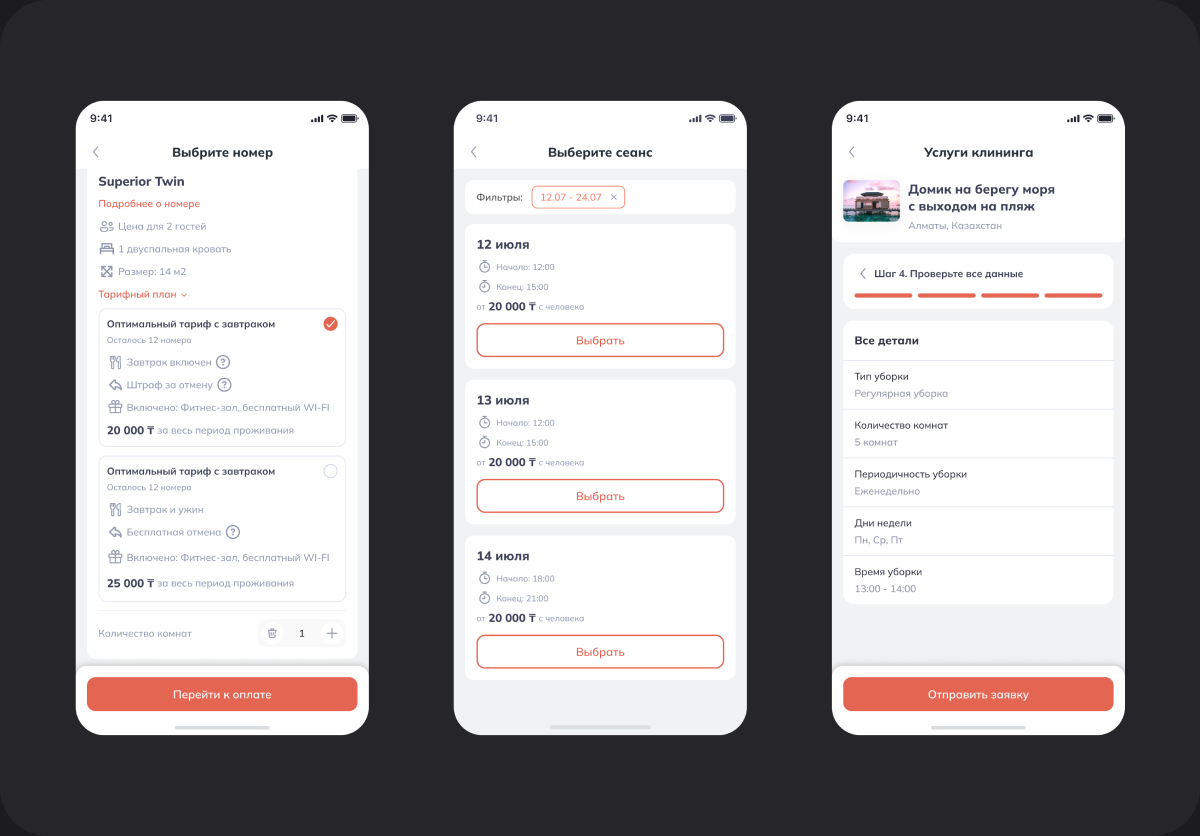 9:41
Выбрите номер
Superior Twin
Подробнее о номере
Цена для 2 гостей
1 двуспальная кровать
Размер: 14 м2
Тарифный план
Оптимальный тариф с завтраком
Осталось 12 номера
Завтрак включен ?
Штраф за отмену ?
Включено: Фитнес-зал, бесплатный WI-FI
20 000 ₸ за весь период проживания
Оптимальный тариф с завтраком
Осталось 12 номера
Завтрак и ужин
Бесплатная отмена ?
Включено: Фитнес-зал, бесплатный WI-FI
25 000 ₸ за весь период проживания
Количество комнат 1
Перейти к оплате
9:41
Выберите сеанс
Фильтры: 12.07 - 24.07 ×
12 июля
Начало: 12:00
Конец: 15:00
от 20 000 ₸ с человека
Выбрать
13 июля
Начало: 12:00
Конец: 15:00
от 20 000 ₸ с человека
Выбрать
14 июля
Начало: 18:00
Конец: 21:00
от 20 000 ₸ с человека
Выбрать
9:41
Услуги клининга
Домик на берегу моря
с выходом на пляж
Алматы, Казахстан
Шаг 4. Проверьте все данные
Все детали
Тип уборки
Регулярная уборка
Количество комнат
5 комнат
Периодичность уборки
Еженедельно
Дни недели
Пн, Ср, Пт
Время уборки
13:00 - 14:00
Отправить заявку